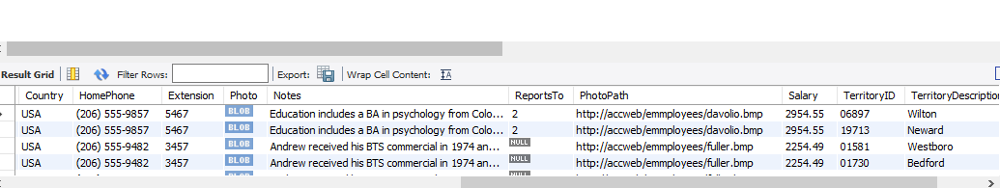 Result Grid Filter Rows: Export: Wrap Cell Content: IA
Country HomePhone Extension Photo Notes ReportsTo PhotoPath Salary TerritoryID TerritoryDescription
USA (206) 555-9857 5467 BLOB Education includes a BA in psychology from Colo... 2 http://accweb/emmployees/davolio.bmp 2954.55 06897 Wilton
USA (206) 555-9857 5467 BLOB Education includes a BA in psychology from Colo... 2 http://accweb/emmployees/davolio.bmp 2954.55 19713 Neward
USA (206) 555-9482 3457 BLOB Andrew received his BTS commercial in 1974 an... NULL http://accweb/emmployees/fuller.bmp 2254.49 01581 Westboro
USA (206) 555-9482 3457 BLOB Andrew received his BTS commercial in 1974 an... NULL http://accweb/emmployees/fuller.bmp 2254.49 01730 Bedford